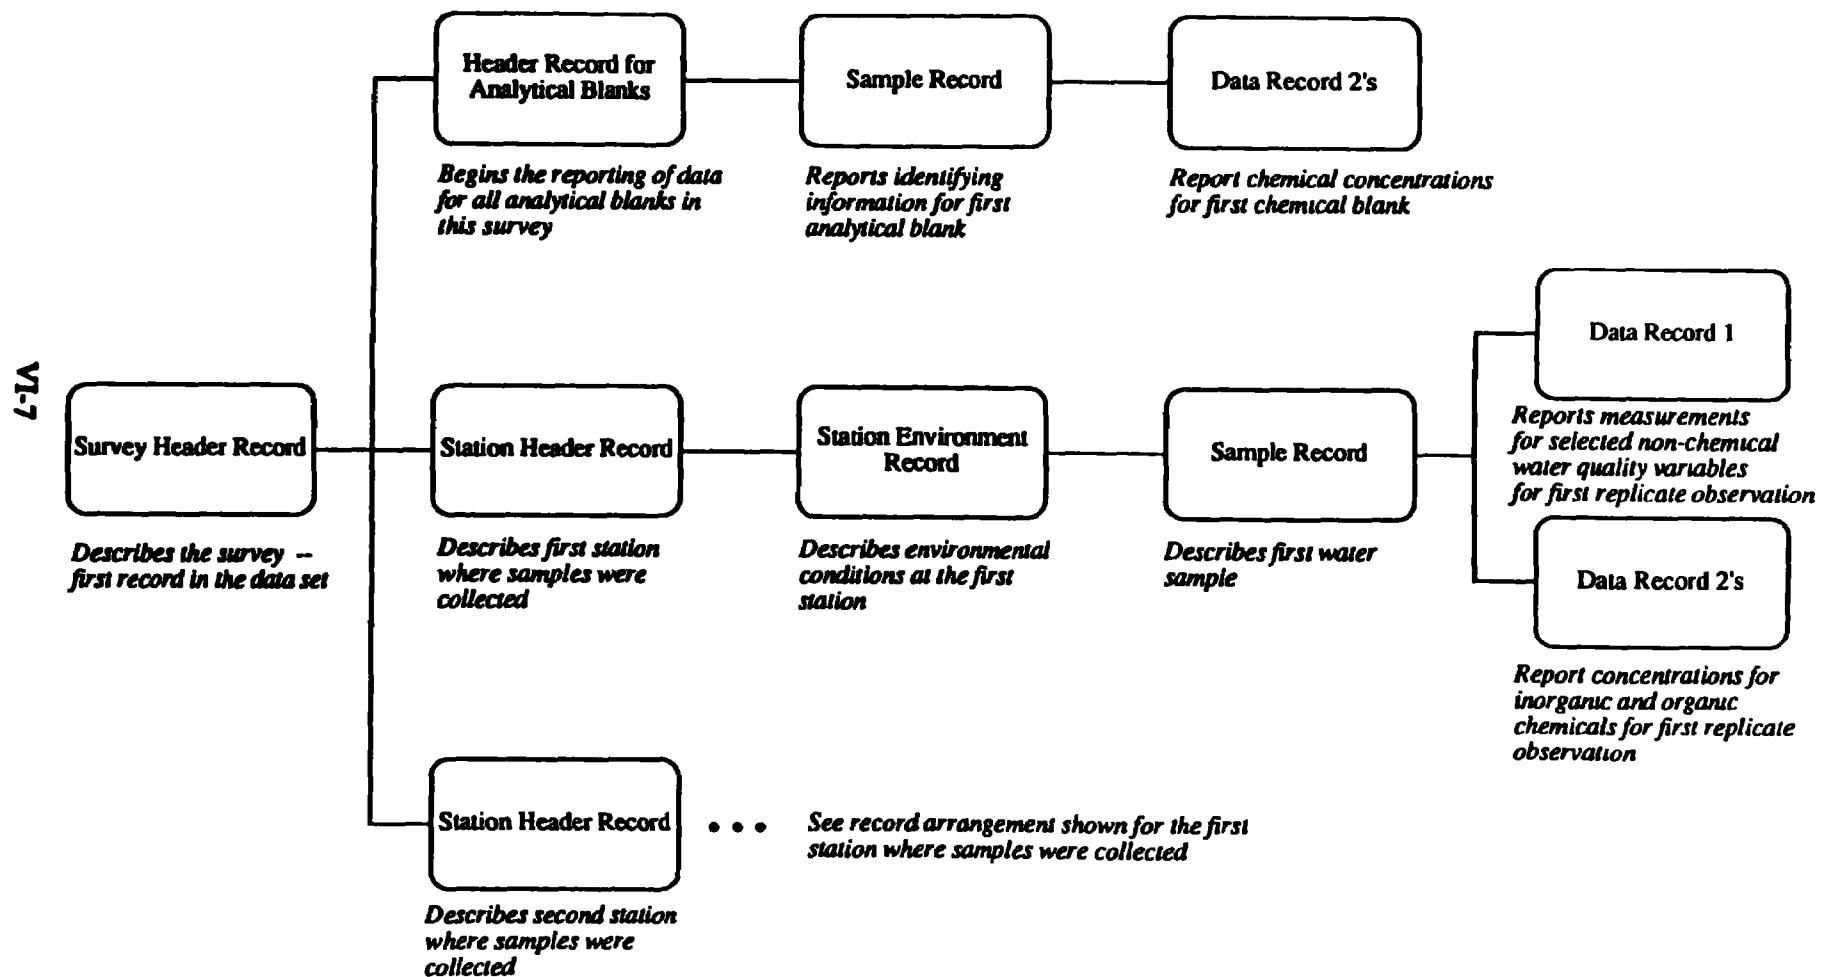 Header Record for
Analytical Blanks
Sample Record
Data Record 2's
Begins the reporting of data
for all analytical blanks in
this survey
Reports identifying
information for first
analytical blank
Report chemical concentrations
for first chemical blank
VI-7
Survey Header Record
Describes the survey --
first record in the data set
Station Header Record
Describes first station
where samples were
collected
Station Environment
Record
Describes environmental
conditions at the first
station
Sample Record
Describes first water
sample
Data Record 1
Reports measurements
for selected non-chemical
water quality variables
for first replicate observation
Data Record 2's
Report concentrations for
inorganic and organic
chemicals for first replicate
observation
Station Header Record
• • •
See record arrangement shown for the first
station where samples were collected
Describes second station
where samples were
collected